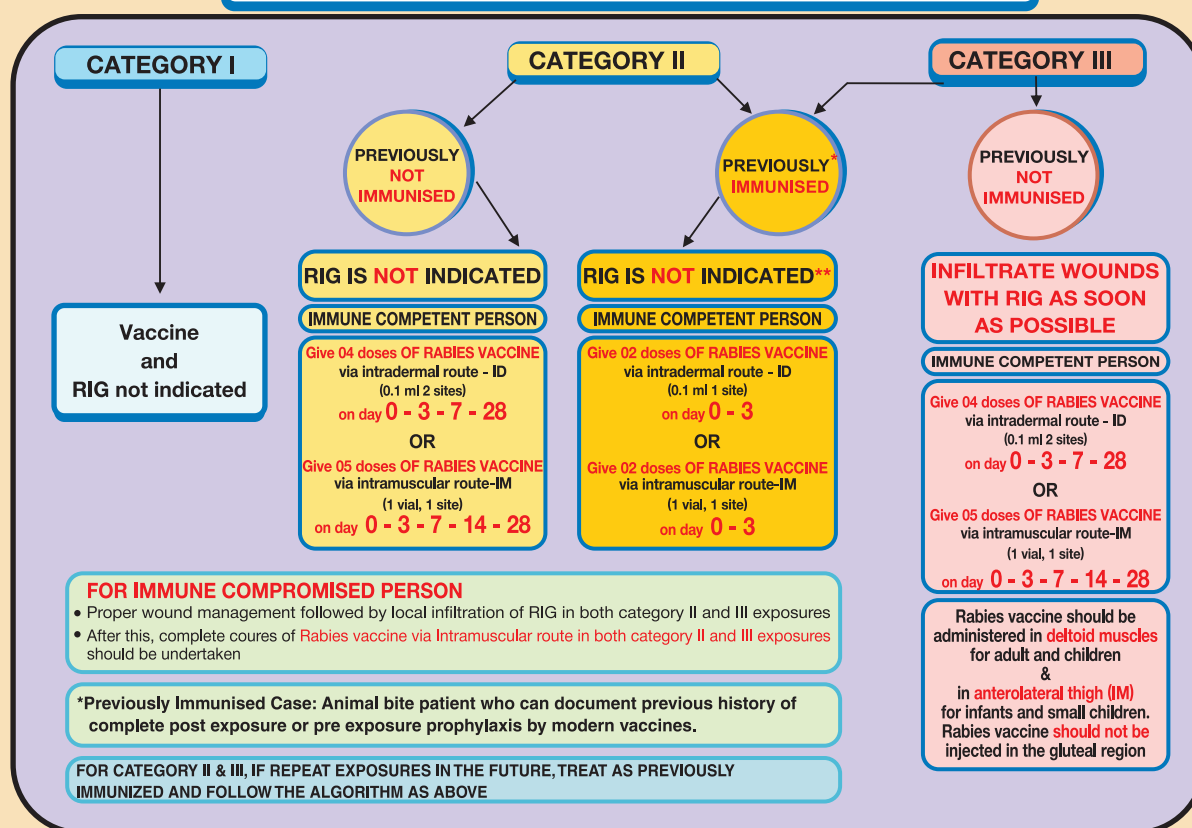 CATEGORY I
CATEGORY II
CATEGORY III
PREVIOUSLY
NOT
IMMUNISED
PREVIOUSLY*
IMMUNISED
PREVIOUSLY
NOT
IMMUNISED
Vaccine
and
RIG not indicated
RIG IS NOT INDICATED
IMMUNE COMPETENT PERSON
Give 04 doses OF RABIES VACCINE
via intradermal route - ID
(0.1 ml 2 sites)
on day 0 - 3 - 7 - 28
OR
Give 05 doses OF RABIES VACCINE
via intramuscular route-IM
(1 vial, 1 site)
on day 0 - 3 - 7 - 14 - 28
RIG IS NOT INDICATED**
IMMUNE COMPETENT PERSON
Give 02 doses OF RABIES VACCINE
via intradermal route - ID
(0.1 ml 1 site)
on day 0 - 3
OR
Give 02 doses OF RABIES VACCINE
via intramuscular route-IM
(1 vial, 1 site)
on day 0 - 3
INFILTRATE WOUNDS
WITH RIG AS SOON
AS POSSIBLE
IMMUNE COMPETENT PERSON
Give 04 doses OF RABIES VACCINE
via intradermal route - ID
(0.1 ml 2 sites)
on day 0 - 3 - 7 - 28
OR
Give 05 doses OF RABIES VACCINE
via intramuscular route-IM
(1 vial, 1 site)
on day 0 - 3 - 7 - 14 - 28
Rabies vaccine should be
administered in deltoid muscles
for adult and children
&
in anterolateral thigh (IM)
for infants and small children.
Rabies vaccine should not be
injected in the gluteal region
FOR IMMUNE COMPROMISED PERSON
• Proper wound management followed by local infiltration of RIG in both category II and III exposures
• After this, complete coures of Rabies vaccine via Intramuscular route in both category II and III exposures
should be undertaken
*Previously Immunised Case: Animal bite patient who can document previous history of
complete post exposure or pre exposure prophylaxis by modern vaccines.
FOR CATEGORY II & III, IF REPEAT EXPOSURES IN THE FUTURE, TREAT AS PREVIOUSLY
IMMUNIZED AND FOLLOW THE ALGORITHM AS ABOVE